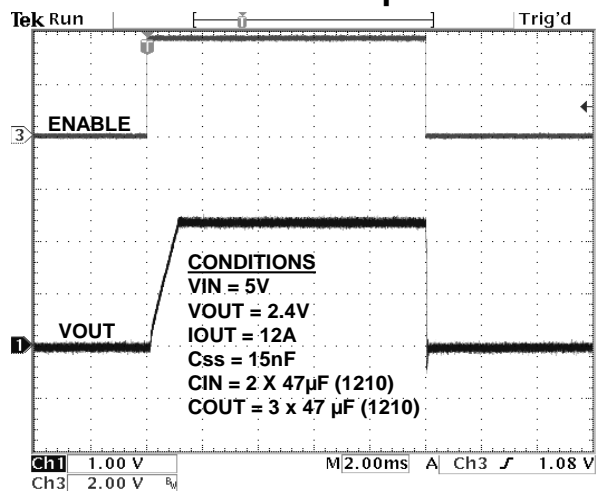 Tek Run Trig'd
T
3 ENABLE
CONDITIONS
VIN = 5V
VOUT = 2.4V
VOUT
1
IOUT = 12A
Css = 15nF
CIN = 2 X 47µF (1210)
COUT = 3 x 47 µF (1210)
Ch1 1.00 V M 2.00ms A Ch3 1.08 V
Ch3 2.00 V